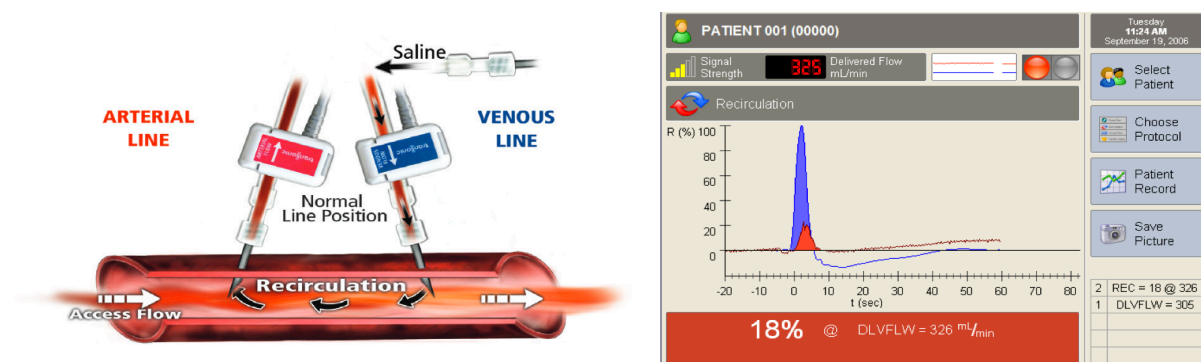 Saline
ARTERIAL
LINE
VENOUS
LINE
transonic
transonic
Normal
Line Position
Recirculation
Access Flow
PATIENT 001 (00000)
Signal
Strength
325
Delivered Flow
mL/min
Recirculation
R (%) 100
80
60
40
20
0
-20 -10 0 10 20 30 40 50 60 70 80
t (sec)
18% @ DLVFLW = 326 mL/min
Tuesday
11:24 AM
September 19, 2006
Select
Patient
Choose
Protocol
Patient
Record
Save
Picture
2 REC = 18 @ 326
1 DLVFLW = 305